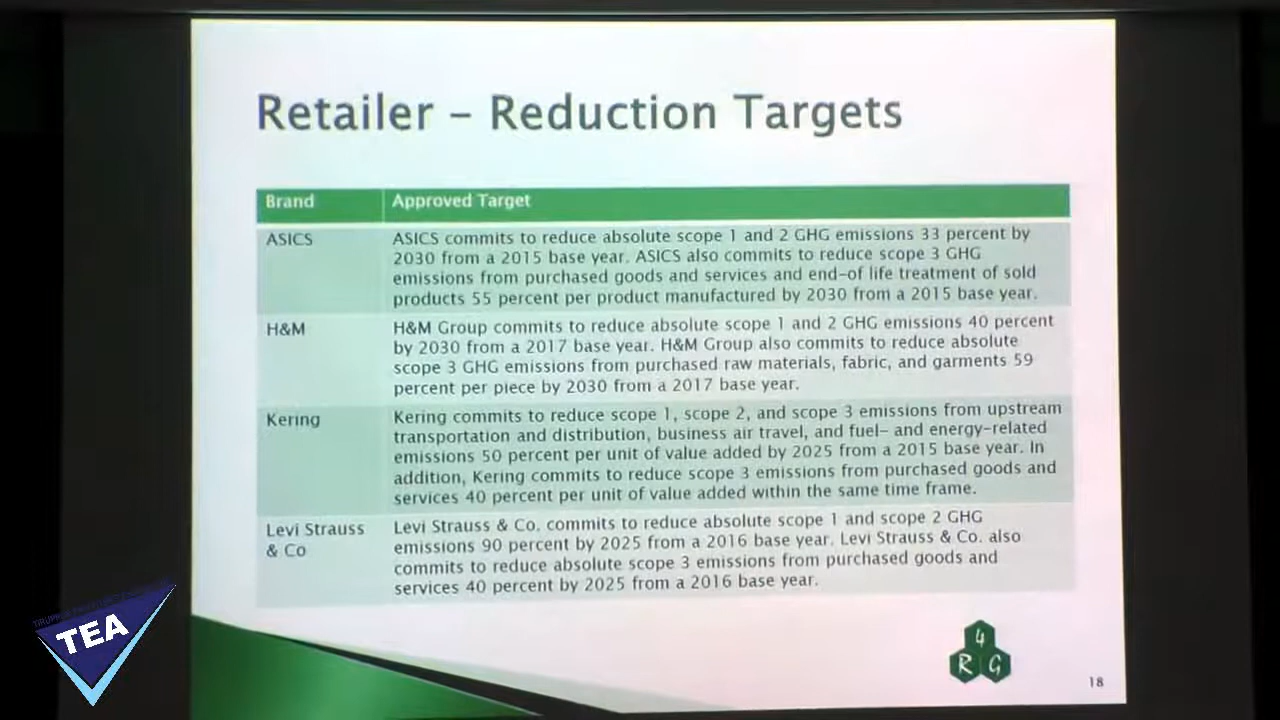 Retailer – Reduction Targets
Brand Approved Target
ASICS
ASICS commits to reduce absolute scope 1 and 2 GHG emissions 33 percent by
2030 from a 2015 base year. ASICS also commits to reduce scope 3 GHG
emissions from purchased goods and services and end-of life treatment of sold
products 55 percent per product manufactured by 2030 from a 2015 base year.
H&M
H&M Group commits to reduce absolute scope 1 and 2 GHG emissions 40 percent
by 2030 from a 2017 base year. H&M Group also commits to reduce absolute
scope 3 GHG emissions from purchased raw materials, fabric, and garments 59
percent per piece by 2030 from a 2017 base year.
Kering
Kering commits to reduce scope 1, scope 2, and scope 3 emissions from upstream
transportation and distribution, business air travel, and fuel- and energy-related
emissions 50 percent per unit of value added by 2025 from a 2015 base year. In
addition, Kering commits to reduce scope 3 emissions from purchased goods and
services 40 percent per unit of value added within the same time frame.
Levi Strauss
& Co
Levi Strauss & Co. commits to reduce absolute scope 1 and scope 2 GHG
emissions 90 percent by 2025 from a 2016 base year. Levi Strauss & Co. also
commits to reduce absolute scope 3 emissions from purchased goods and
services 40 percent by 2025 from a 2016 base year.
TEA
4
R G
18